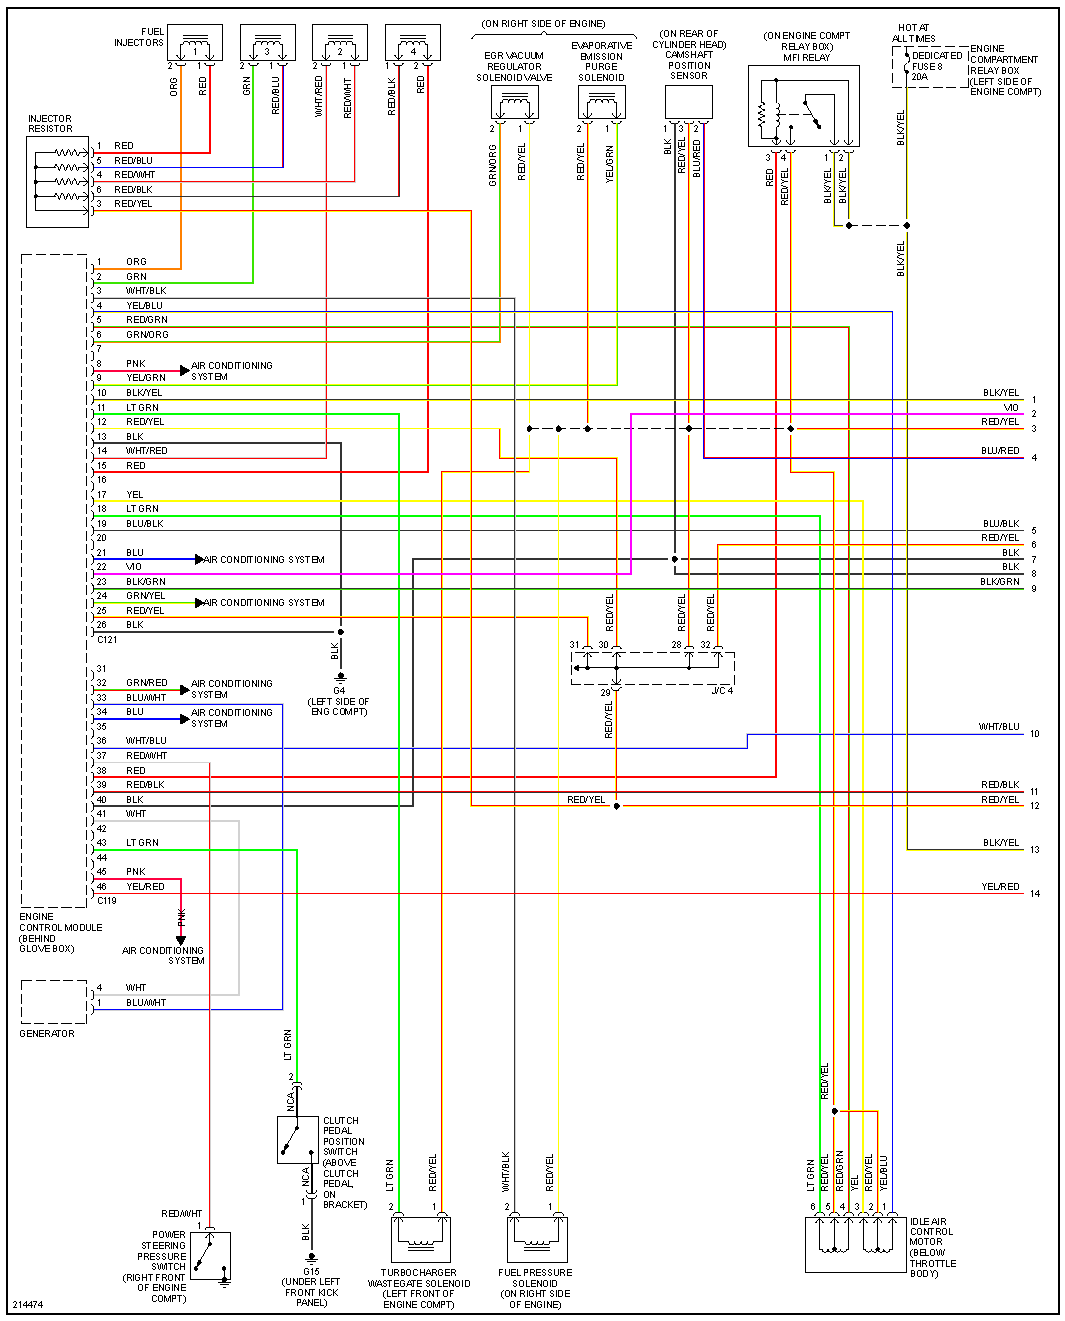 FUEL
INJECTORS
1
3
2
4
2 1 2 1 2 1 1 2
ORG
RED
GRN
RED/BLU
WHT/RED
RED/WHT
RED/BLK
RED
(ON RIGHT SIDE OF ENGINE)
EGR VACUUM
REGULATOR
SOLENOID VALVE
2 1
GRN/ORG
RED/YEL
EVAPORATIVE
EMISSION
PURGE
SOLENOID
2 1
RED/YEL
YEL/GRN
(ON REAR OF
CYLINDER HEAD)
CAMSHAFT
POSITION
SENSOR
1 3 2
BLK
RED/YEL
BLU/RED
(ON ENGINE COMPT
RELAY BOX)
MFI RELAY
3 4 1 2
RED
RED/YEL
BLK/YEL
BLK/YEL
HOT AT
ALL TIMES
DEDICATED
FUSE 8
20A
ENGINE
COMPARTMENT
RELAY BOX
(LEFT SIDE OF
ENGINE COMPT)
BLK/YEL
BLK/YEL
INJECTOR
RESISTOR
1 RED
5 RED/BLU
4 RED/WHT
6 RED/BLK
3 RED/YEL
1 ORG
2 GRN
3 WHT/BLK
4 YEL/BLU
5 RED/GRN
6 GRN/ORG
7
8 PNK
AIR CONDITIONING
SYSTEM
9 YEL/GRN
10 BLK/YEL
11 LT GRN
12 RED/YEL
13 BLK
14 WHT/RED
15 RED
16
17 YEL
18 LT GRN
19 BLU/BLK
20
21 BLU
AIR CONDITIONING SYSTEM
22 VIO
23 BLK/GRN
24 GRN/YEL
AIR CONDITIONING SYSTEM
25 RED/YEL
26 BLK
C121
31
32 GRN/RED
AIR CONDITIONING
SYSTEM
33 BLU/WHT
34 BLU
AIR CONDITIONING
SYSTEM
35
36 WHT/BLU
37 RED/WHT
38 RED
39 RED/BLK
40 BLK
41 WHT
42
43 LT GRN
44
45 PNK
46 YEL/RED
C119
ENGINE
CONTROL MODULE
(BEHIND
GLOVE BOX)
PNK
AIR CONDITIONING
SYSTEM
4 WHT
1 BLU/WHT
GENERATOR
BLK
G4
(LEFT SIDE OF
ENG COMPT)
RED/YEL
RED/YEL
RED/YEL
31 30 28 32
29
J/C 4
RED/YEL
RED/YEL
BLK/YEL 1
VIO 2
RED/YEL 3
BLU/RED 4
BLU/BLK 5
RED/YEL 6
BLK 7
BLK 8
BLK/GRN 9
WHT/BLU 10
RED/BLK 11
RED/YEL 12
BLK/YEL 13
YEL/RED 14
RED/WHT
1
POWER
STEERING
PRESSURE
SWITCH
(RIGHT FRONT
OF ENGINE
COMPT)
LT GRN
2
NCA
CLUTCH
PEDAL
POSITION
SWITCH
(ABOVE
CLUTCH
PEDAL,
ON
BRACKET)
NCA
1
BLK
G15
(UNDER LEFT
FRONT KICK
PANEL)
LT GRN
RED/YEL
2 1
TURBOCHARGER
WASTEGATE SOLENOID
(LEFT FRONT OF
ENGINE COMPT)
WHT/BLK
RED/YEL
2 1
FUEL PRESSURE
SOLENOID
(ON RIGHT SIDE
OF ENGINE)
RED/YEL
LT GRN
RED/YEL
RED/GRN
YEL
RED/YEL
YEL/BLU
6 5 4 3 2 1
IDLE AIR
CONTROL
MOTOR
(BELOW
THROTTLE
BODY)
214474